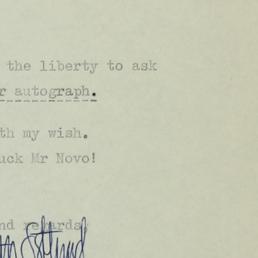 the liberty to ask
r autograph.
th my wish.
uck Mr Novo!
nd regards,